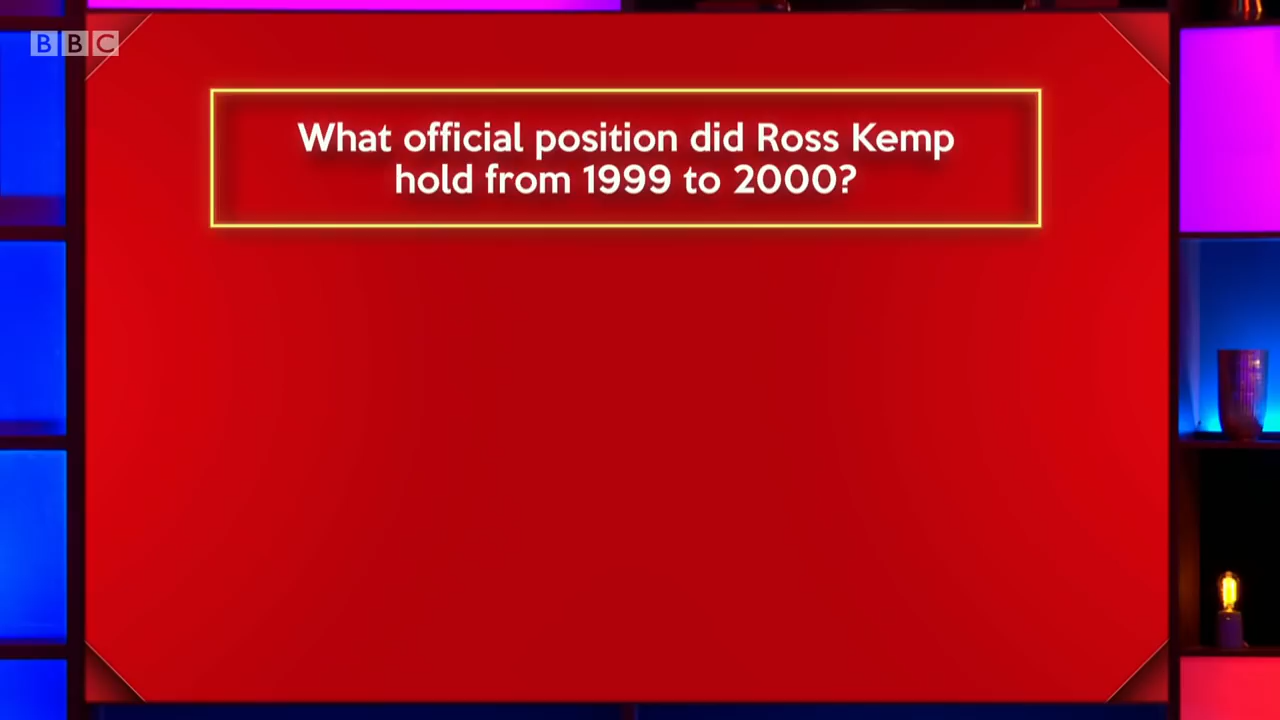 BBC
What official position did Ross Kemp
hold from 1999 to 2000?